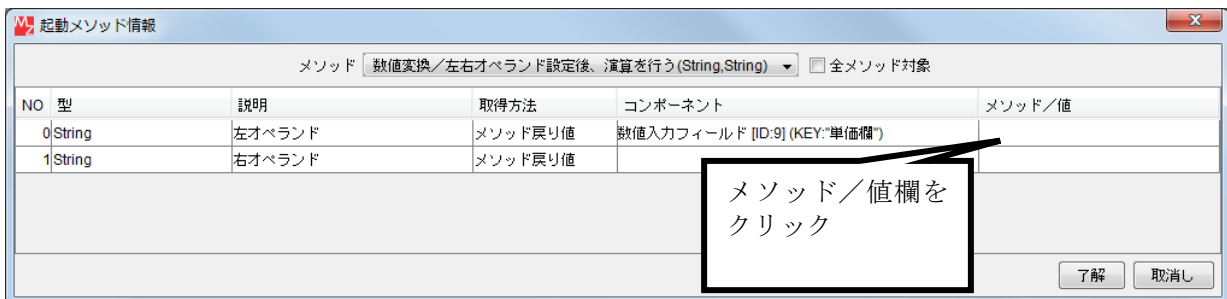 起動メソッド情報
メソッド 数値変換／左右オペランド設定後、演算を行う(String,String) 全メソッド対象
NO 型 説明 取得方法 コンポーネント メソッド／値
0 String 左オペランド メソッド戻り値 数値入力フィールド [ID:9] (KEY:"単価欄")
1 String 右オペランド メソッド戻り値
メソッド／値欄を
クリック
了解 取消し